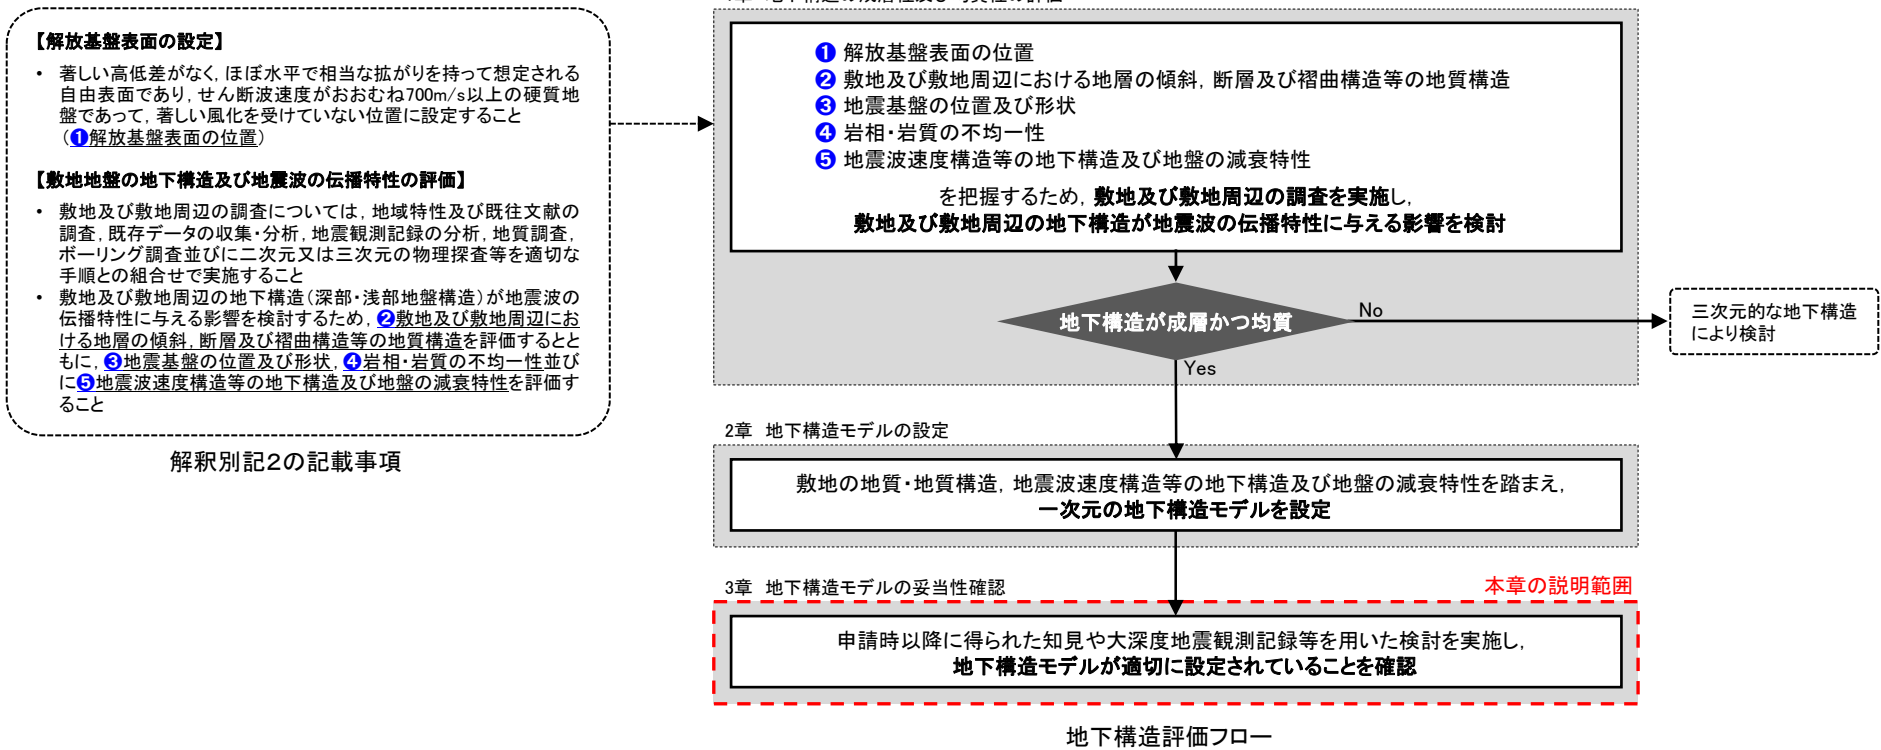 【解放基盤表面の設定】
• 著しい高低差がなく，ほぼ水平で相当な拡がりを持って想定される
自由表面であり，せん断波速度がおおむね700m/s以上の硬質地
盤であって，著しい風化を受けていない位置に設定すること
（❶解放基盤表面の位置）
【敷地地盤の地下構造及び地震波の伝播特性の評価】
• 敷地及び敷地周辺の調査については，地域特性及び既往文献の
調査，既存データの収集・分析，地震観測記録の分析，地質調査，
ボーリング調査並びに二次元又は三次元の物理探査等を適切な
手順との組合せで実施すること
• 敷地及び敷地周辺の地下構造（深部・浅部地盤構造）が地震波の
伝播特性に与える影響を検討するため，❷敷地及び敷地周辺にお
ける地層の傾斜，断層及び褶曲構造等の地質構造を評価するとと
もに，❸地震基盤の位置及び形状，❹岩相・岩質の不均一性並び
に❺地震波速度構造等の地下構造及び地盤の減衰特性を評価す
ること
解釈別記２の記載事項
❶ 解放基盤表面の位置
❷ 敷地及び敷地周辺における地層の傾斜，断層及び褶曲構造等の地質構造
❸ 地震基盤の位置及び形状
❹ 岩相・岩質の不均一性
❺ 地震波速度構造等の地下構造及び地盤の減衰特性
を把握するため，敷地及び敷地周辺の調査を実施し，
敷地及び敷地周辺の地下構造が地震波の伝播特性に与える影響を検討
地下構造が成層かつ均質
No
三次元的な地下構造
により検討
Yes
2章 地下構造モデルの設定
敷地の地質・地質構造，地震波速度構造等の地下構造及び地盤の減衰特性を踏まえ，
一次元の地下構造モデルを設定
3章 地下構造モデルの妥当性確認
本章の説明範囲
申請時以降に得られた知見や大深度地震観測記録等を用いた検討を実施し，
地下構造モデルが適切に設定されていることを確認
地下構造評価フロー